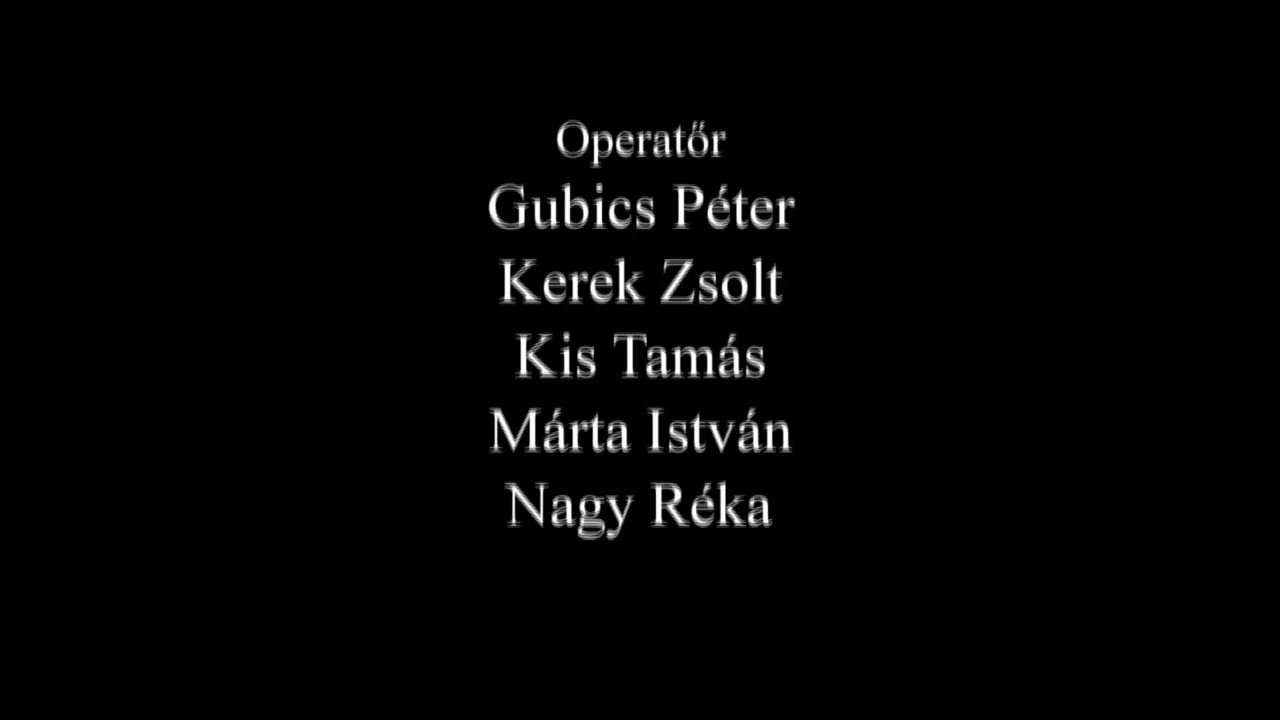 Operatőr
Gubics Péter
Kerek Zsolt
Kis Tamás
Márta István
Nagy Réka